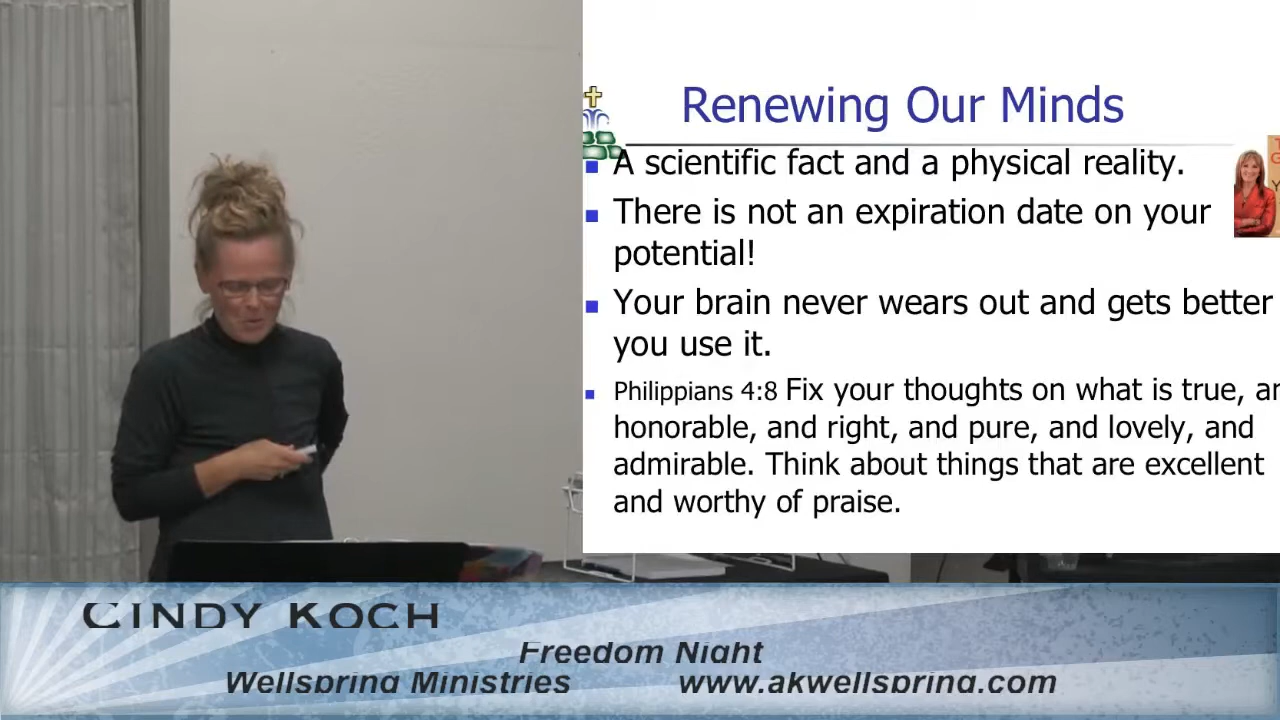 Renewing Our Minds
A scientific fact and a physical reality.
There is not an expiration date on your
potential!
Your brain never wears out and gets better
you use it.
Philippians 4:8 Fix your thoughts on what is true, an
honorable, and right, and pure, and lovely, and
admirable. Think about things that are excellent
and worthy of praise.
CINDY KOCH
Freedom Night
Wellspring Ministries www.akwellspring.com